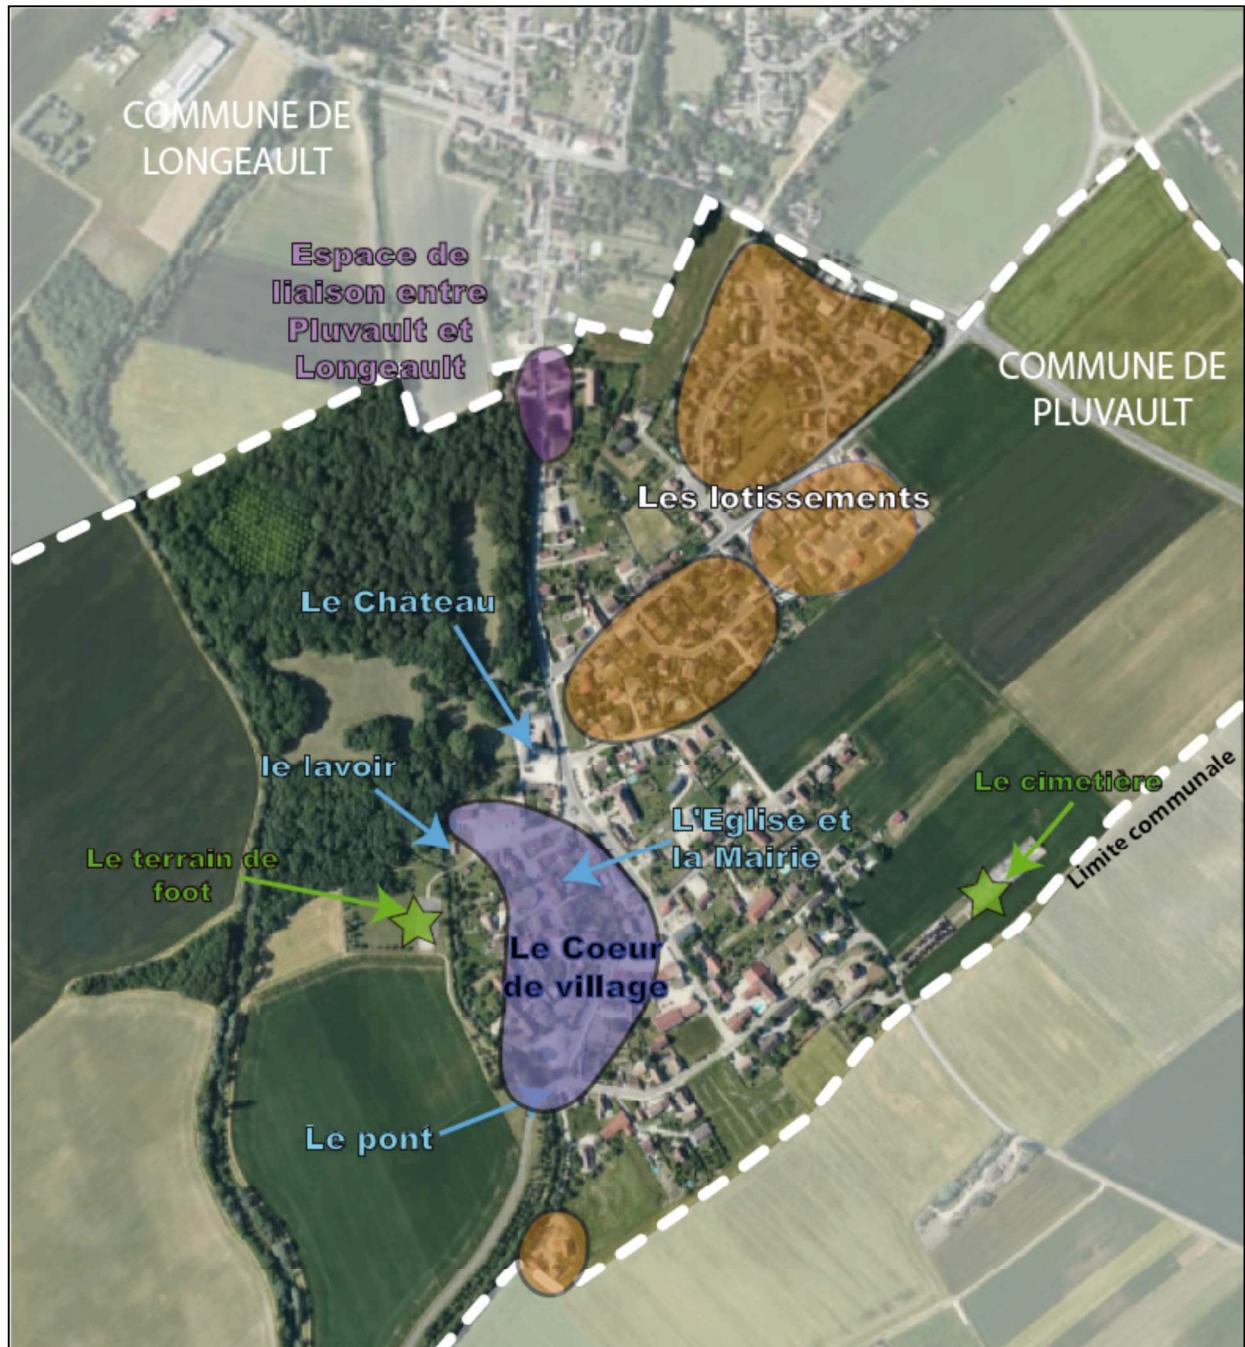 COMMUNE DE
LONGEAULT
Espace de
liaison entre
Pluvault et
Longeault
COMMUNE DE
PLUVAULT
Les lotissements
Le Château
le lavoir
Le cimetière
L'Eglise et
la Mairie
Limite communale
Le terrain de
foot
Le Coeur
de village
Le pont